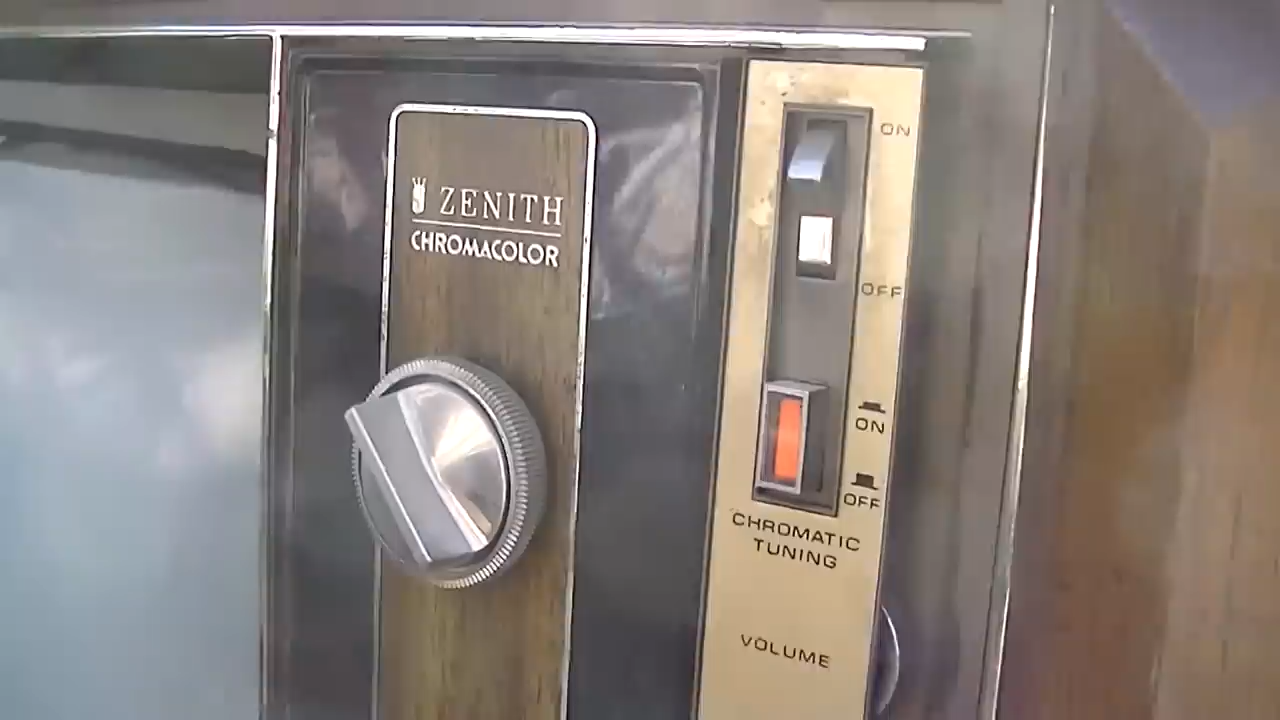 ZENITH
CHROMACOLOR
ON
OFF
ON
OFF
CHROMATIC
TUNING
VOLUME